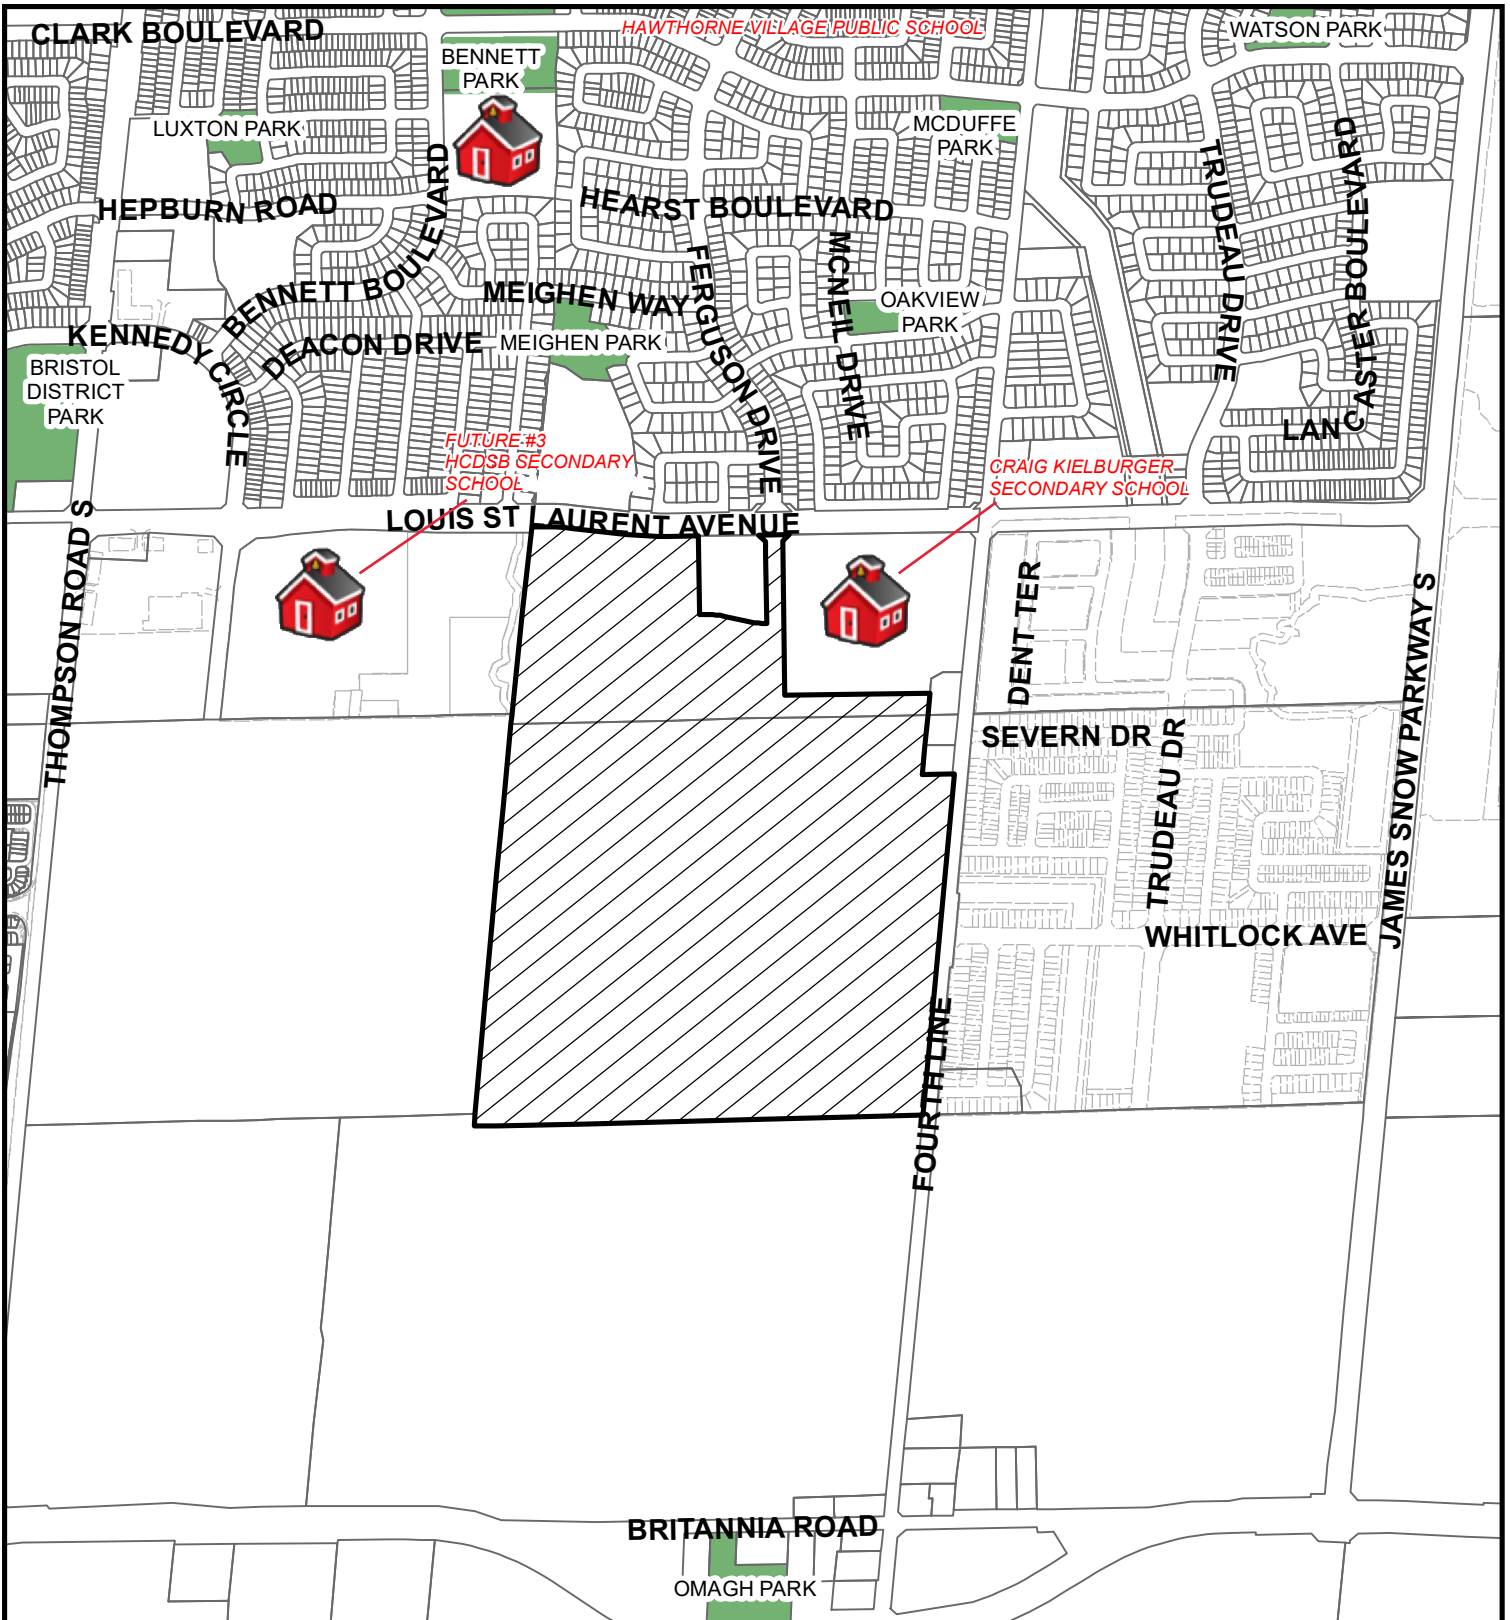 CLARK BOULEVARD
HAWTHORNE VILLAGE PUBLIC SCHOOL
WATSON PARK
BENNETT
PARK
LUXTON PARK
MCDUFFE
PARK
HEPBURN ROAD
HEARST BOULEVARD
TRUDEAU DRIVE
LANCASTER BOULEVARD
BENNETT BOULEVARD
MEIGHEN WAY
FERGUSON DRIVE
MCNEIL DRIVE
OAKVIEW
PARK
KENNEDY CIRCLE
DEACON DRIVE
MEIGHEN PARK
BRISTOL
DISTRICT
PARK
FUTURE #3
HCDSB SECONDARY
SCHOOL
CRAIG KIELBURGER
SECONDARY SCHOOL
LOUIS ST LAURENT AVENUE
THOMPSON ROAD S
DENT TER
JAMES SNOW PARKWAY S
SEVERN DR
TRUDEAU DR
WHITLOCK AVE
FOURTH LINE
BRITANNIA ROAD
OMAGH PARK